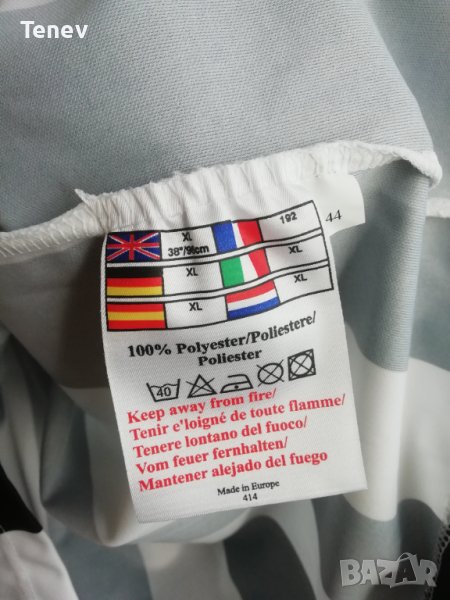 Tenev
44
XL
38"/96cm
192
XL
XL
XL
XL
100% Polyester/Poliestere/
Poliester
40
Keep away from fire/
Tenir e'loigné de toute flamme/
Tenere lontano del fuoco/
Vom feuer fernhalten/
Mantener alejado del fuego
Made in Europe
414
BAZAR